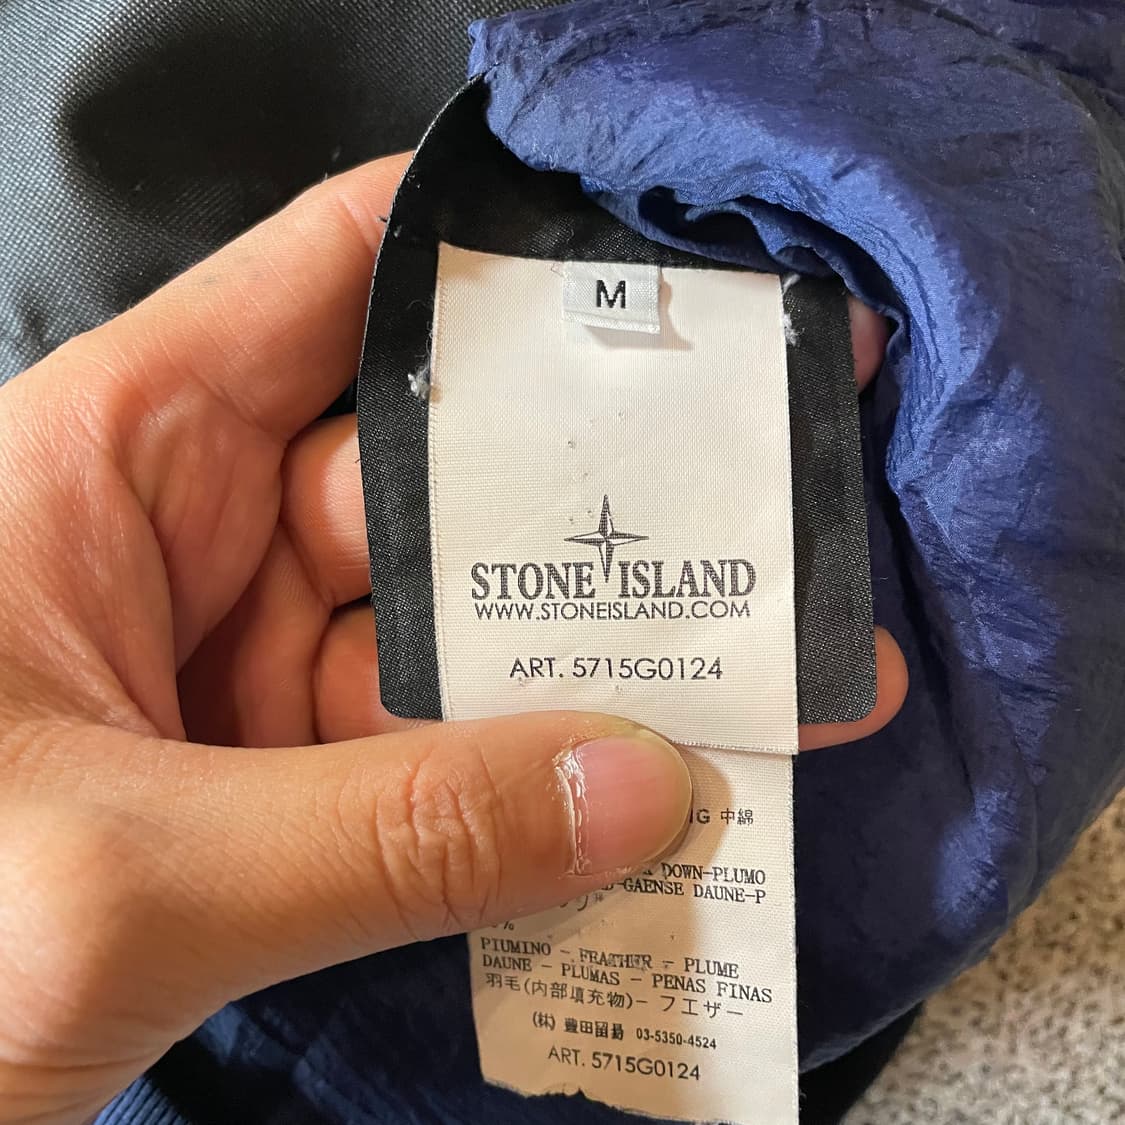 M
STONE ISLAND
WWW.STONEISLAND.COM
ART. 5715G0124
中綿
DOWN-PLUMO
GAENSE DAUNE-P
%
PIUMINO - FEATHER - PLUME
DAUNE - PLUMAS - PENAS FINAS
羽毛(内部填充物)- フエザー
(株) 豊田貿易 03-5350-4524
ART. 5715G0124